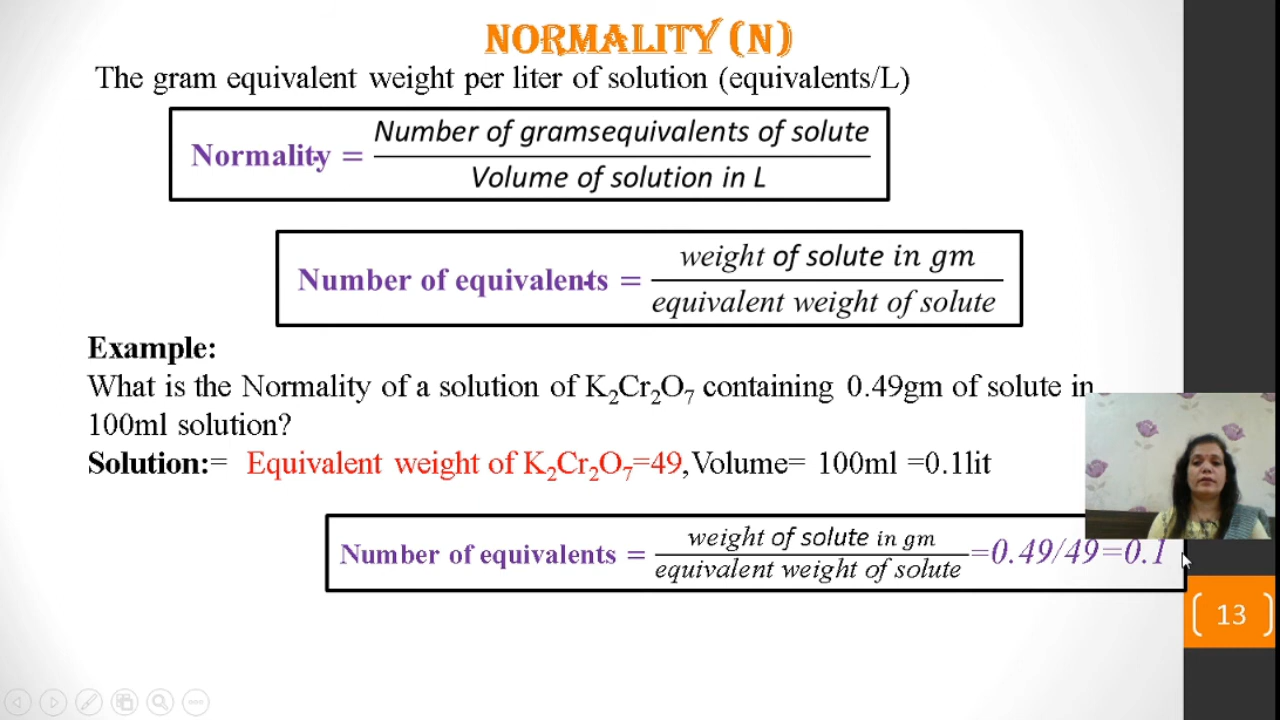 NORMALITY (N)
The gram equivalent weight per liter of solution (equivalents/L)
Normality = Number of gramsequivalents of solute
Volume of solution in L
Number of equivalents = weight of solute in gm
equivalent weight of solute
Example:
What is the Normality of a solution of K₂Cr₂O₇ containing 0.49gm of solute in
100ml solution?
Solution:= Equivalent weight of K₂Cr₂O₇=49,Volume= 100ml =0.1lit
Number of equivalents = weight of solute in gm
equivalent weight of solute =0.49/49=0.1
13